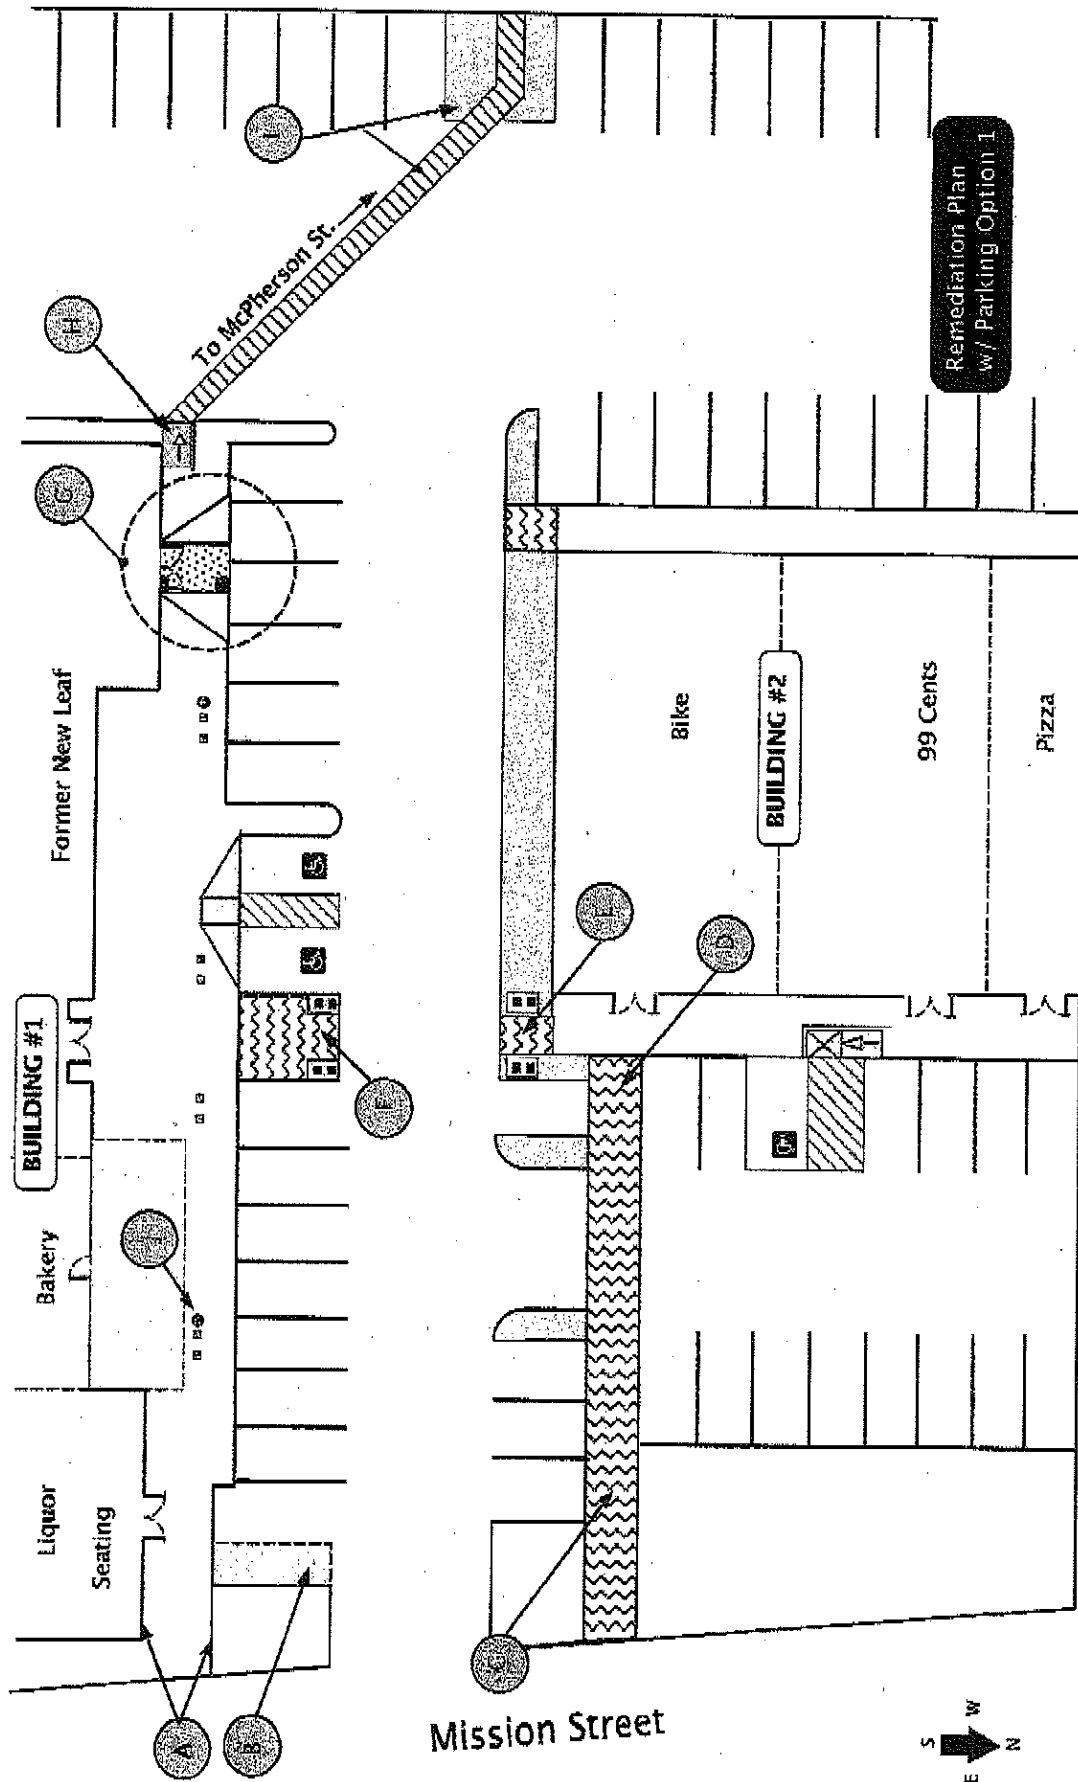 H
G
To McPherson St.
Former New Leaf
BUILDING #1
Bakery
Liquor
Seating
A
B
F
E
D
Bike
BUILDING #2
99 Cents
Pizza
Remediation Plan
w/ Parking Option 1
Mission Street
S
W
E
N